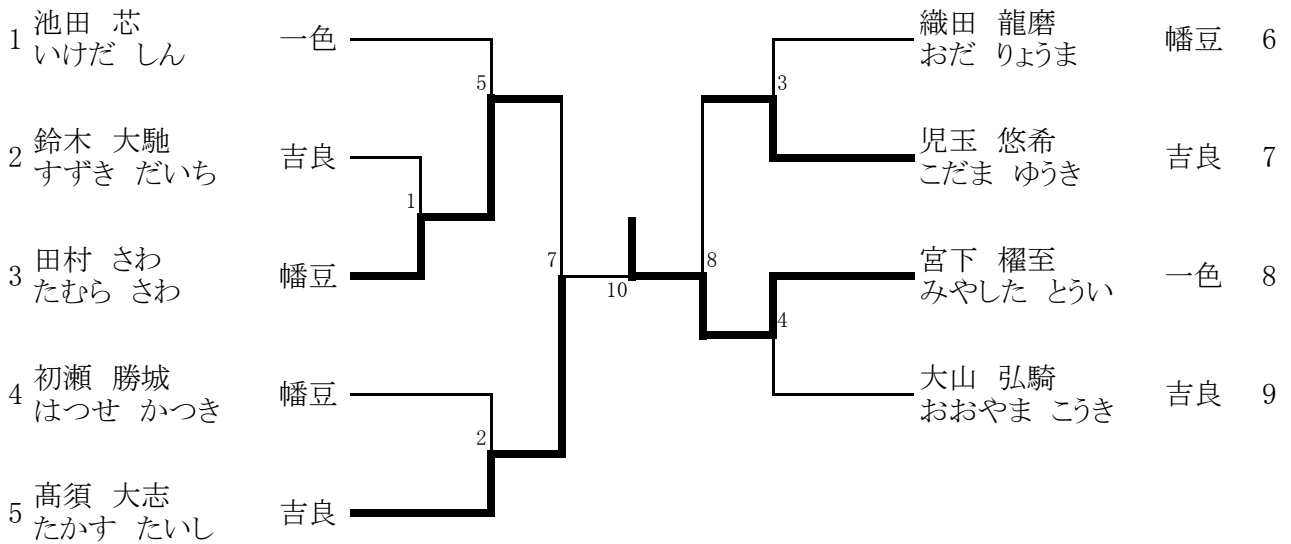 1 池田 芯 一色
いけだ しん
2 鈴木 大馳 吉良
すずき だいち
3 田村 さわ 幡豆
たむら さわ
4 初瀬 勝城 幡豆
はつせ かつき
5 髙須 大志 吉良
たかす たいし
5
1
7
2
10
3
8
4
織田 龍磨 幡豆 6
おだ りょうま
児玉 悠希 吉良 7
こだま ゆうき
宮下 櫂至 一色 8
みやした とうい
大山 弘騎 吉良 9
おおやま こうき